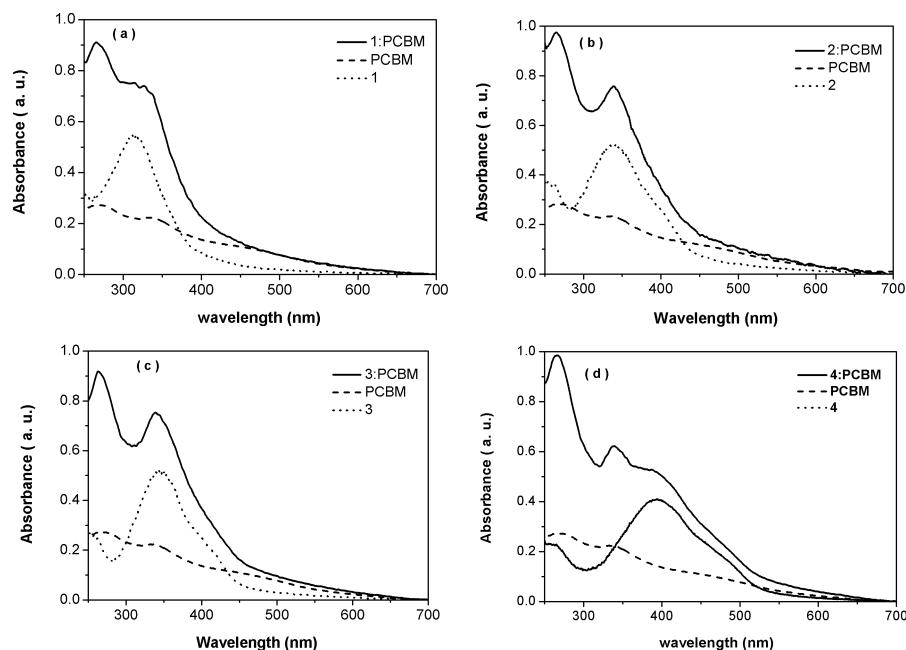 ( a )
1:PCBM
PCBM
1
Absorbance ( a. u. )
1.0
0.8
0.6
0.4
0.2
0.0
300 400 500 600 700
wavelength (nm)
( b )
2:PCBM
PCBM
2
Absorbance ( a. u. )
1.0
0.8
0.6
0.4
0.2
0.0
300 400 500 600 700
Wavelength (nm)
( c )
3:PCBM
PCBM
3
Absorbance ( a. u. )
1.0
0.8
0.6
0.4
0.2
0.0
300 400 500 600 700
Wavelength (nm)
(d)
4:PCBM
PCBM
4
Absorbance ( a. u. )
1.0
0.8
0.6
0.4
0.2
0.0
300 400 500 600 700
wavelength (nm)